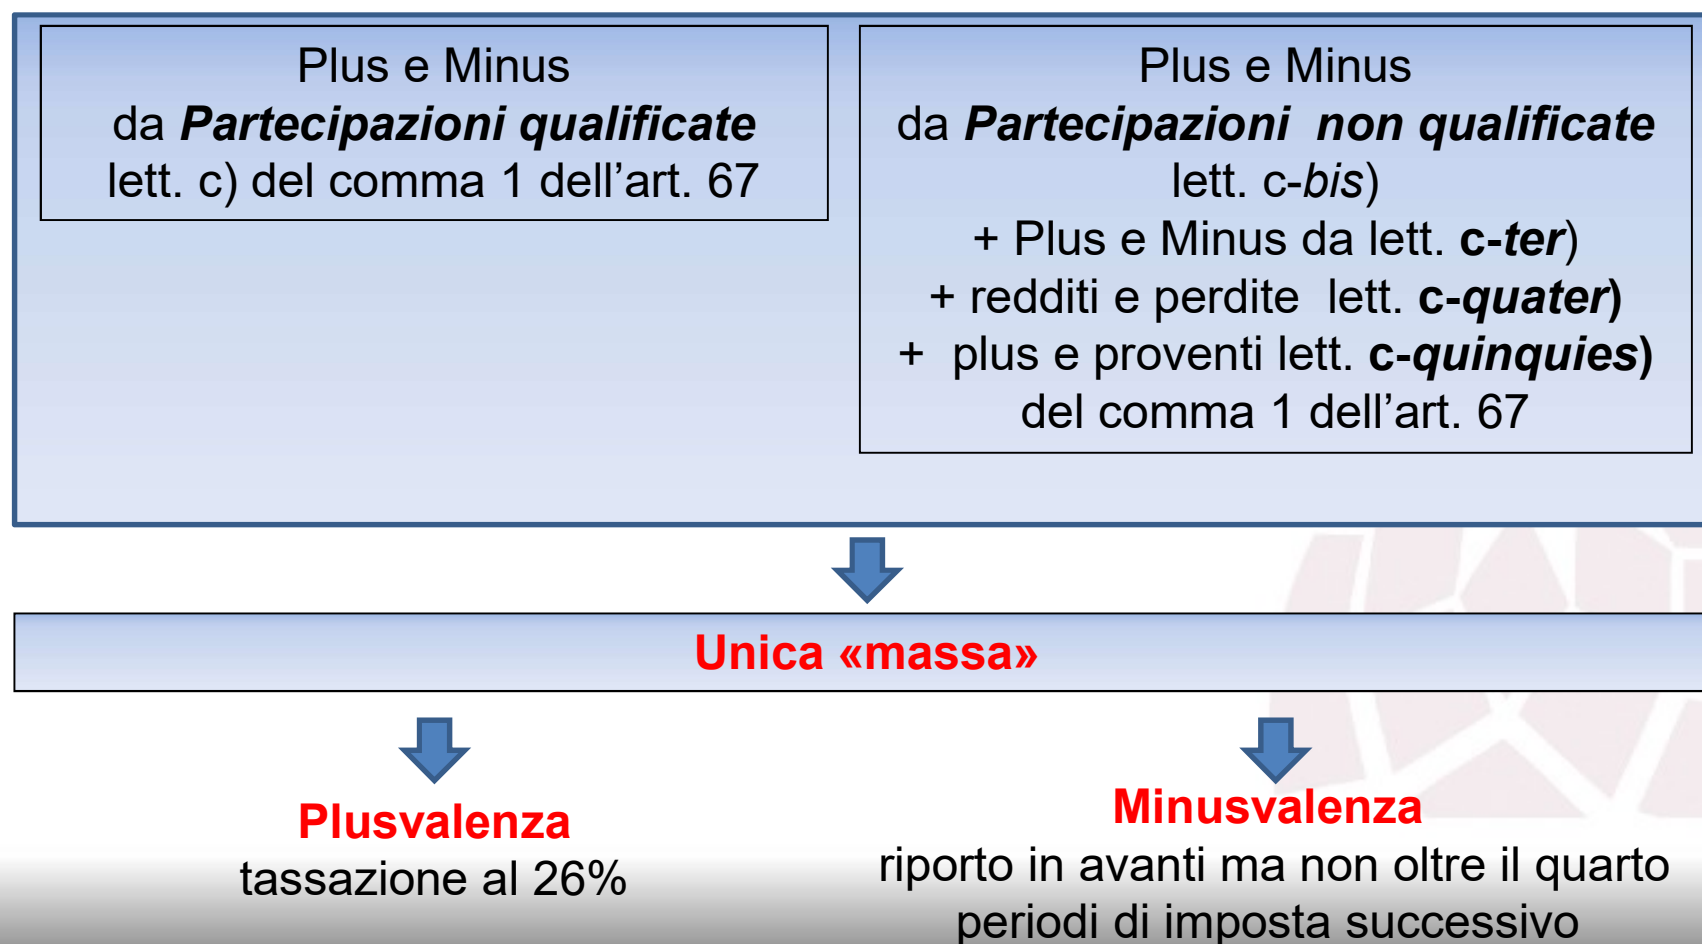 Plus e Minus
da Partecipazioni qualificate
lett. c) del comma 1 dell’art. 67
Plus e Minus
da Partecipazioni non qualificate
lett. c-bis)
+ Plus e Minus da lett. c-ter)
+ redditi e perdite lett. c-quater)
+ plus e proventi lett. c-quinquies)
del comma 1 dell’art. 67
Unica «massa»
Plusvalenza
tassazione al 26%
Minusvalenza
riporto in avanti ma non oltre il quarto
periodi di imposta successivo